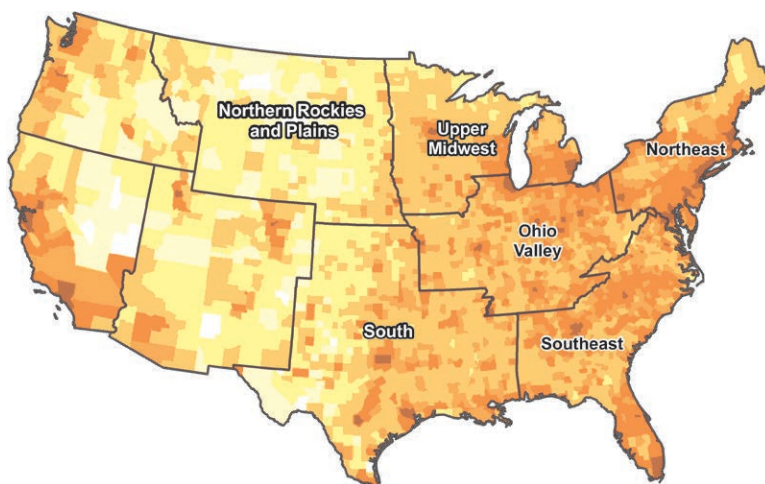 Northern Rockies
and Plains
Upper
Midwest
Northeast
Ohio
Valley
South
Southeast